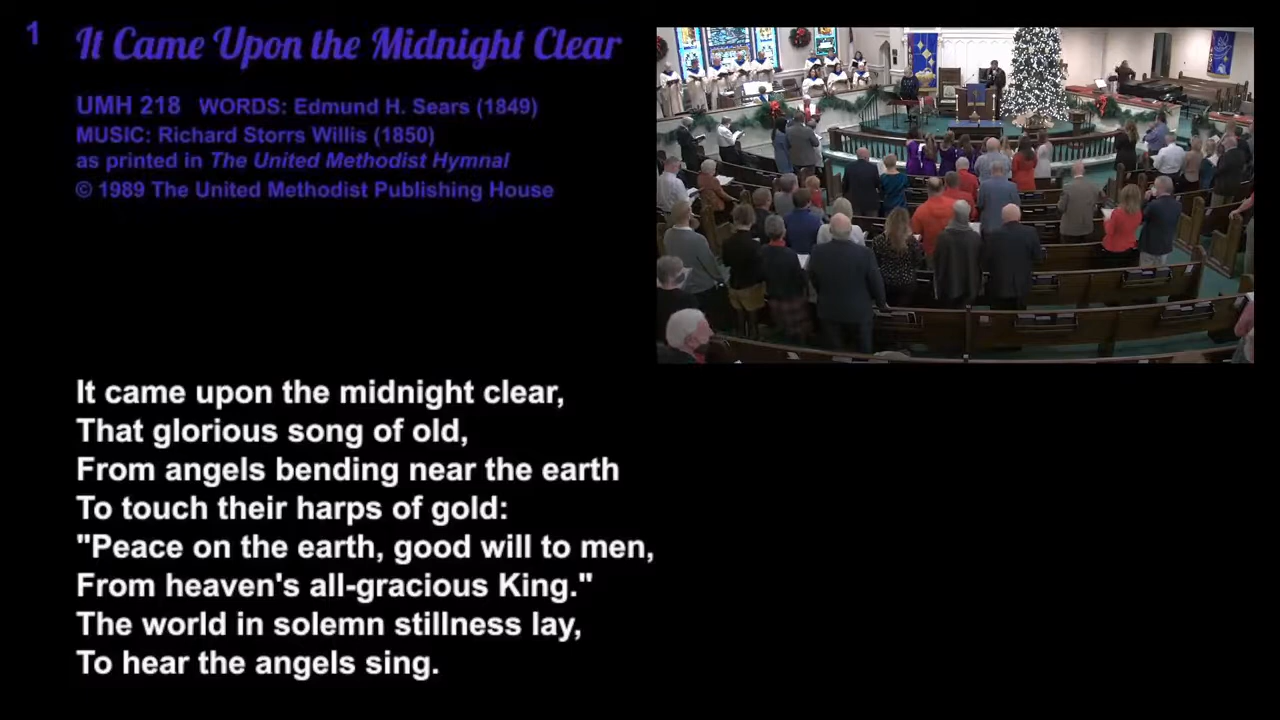 1
It Came Upon the Midnight Clear
UMH 218 WORDS: Edmund H. Sears (1849)
MUSIC: Richard Storrs Willis (1850)
as printed in The United Methodist Hymnal
© 1989 The United Methodist Publishing House
It came upon the midnight clear,
That glorious song of old,
From angels bending near the earth
To touch their harps of gold:
"Peace on the earth, good will to men,
From heaven's all-gracious King."
The world in solemn stillness lay,
To hear the angels sing.